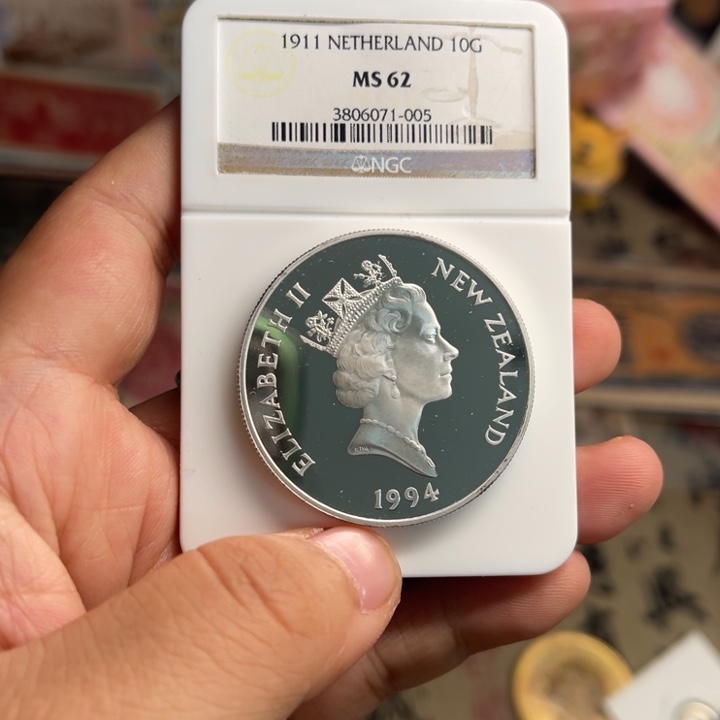 1911 NETHERLAND 10G
MS 62
3806071-005
NGC
ELIZABETH II
NEW ZEALAND
1994